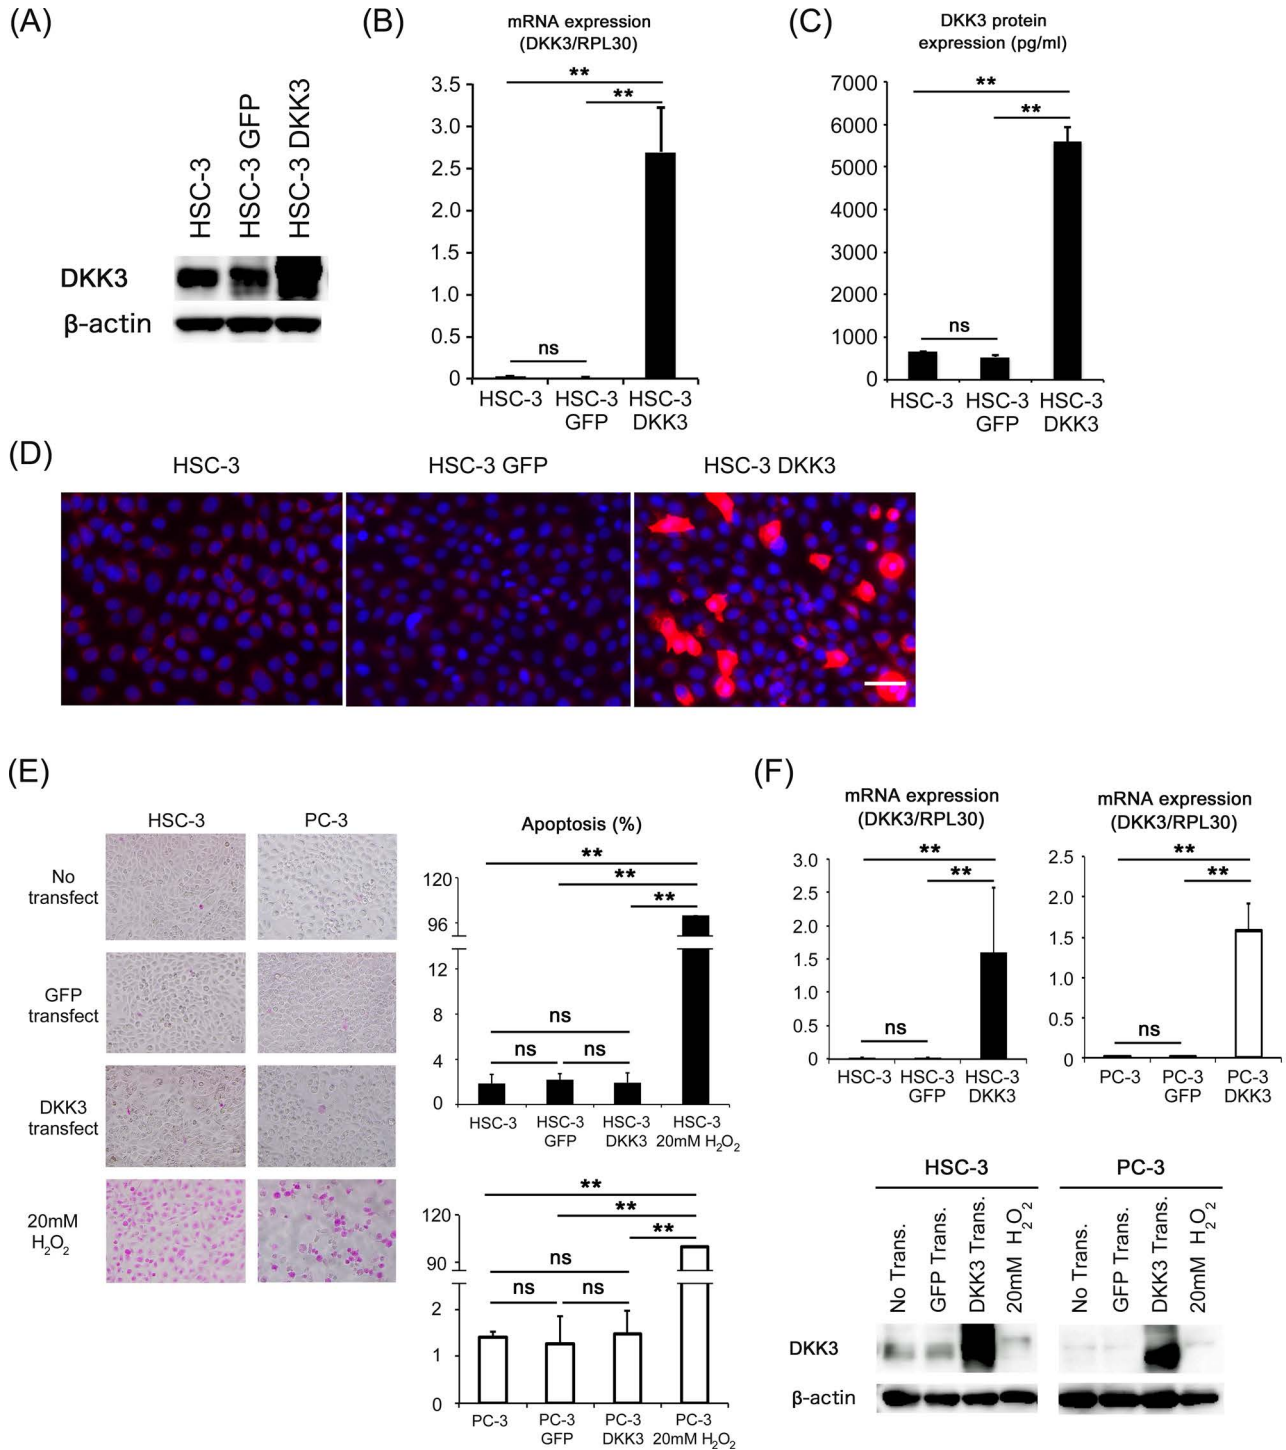 (A)
HSC-3
HSC-3 GFP
HSC-3 DKK3
DKK3
β-actin
(B)
mRNA expression
(DKK3/RPL30)
**
**
3.5
3.0
2.5
2.0
1.5
1.0
0.5
0
ns
HSC-3
HSC-3
GFP
HSC-3
DKK3
(C)
DKK3 protein
expression (pg/ml)
**
**
7000
6000
5000
4000
3000
2000
1000
0
ns
HSC-3
HSC-3
GFP
HSC-3
DKK3
(D)
HSC-3
HSC-3 GFP
HSC-3 DKK3
(E)
HSC-3
PC-3
No
transfect
GFP
transfect
DKK3
transfect
20mM
H₂O₂
Apoptosis (%)
**
**
**
120
96
12
8
4
0
ns
ns
ns
HSC-3
HSC-3
GFP
HSC-3
DKK3
HSC-3
20mM H₂O₂
**
**
**
120
90
2
1
0
ns
ns
ns
PC-3
PC-3
GFP
PC-3
DKK3
PC-3
20mM H₂O₂
(F)
mRNA expression
(DKK3/RPL30)
**
**
3.0
2.5
2.0
1.5
1.0
0.5
0
ns
HSC-3
HSC-3
GFP
HSC-3
DKK3
mRNA expression
(DKK3/RPL30)
**
**
2.5
2.0
1.5
1.0
0.5
0
ns
PC-3
PC-3
GFP
PC-3
DKK3
HSC-3
PC-3
No Trans.
GFP Trans.
DKK3 Trans.
20mM H₂O₂
No Trans.
GFP Trans.
DKK3 Trans.
20mM H₂O₂
DKK3
β-actin